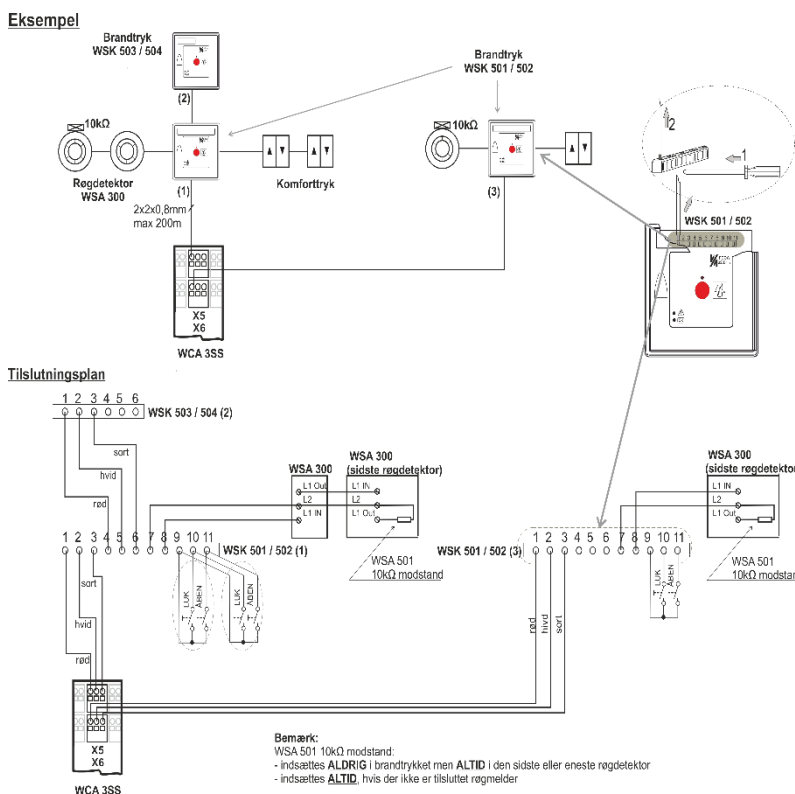 Eksempel
Brandtryk
WSK 503 / 504
(2)
Brandtryk
WSK 501 / 502
10kΩ
10kΩ
Røgdetektor
WSA 300
(1)
Komforttryk
(3)
2x2x0,8mm
max 200m
X5
X6
WCA 3SS
2
1
WSK 501 / 502
Tilslutningsplan
1 2 3 4 5 6
WSK 503 / 504 (2)
sort
hvid
rød
WSA 300
L1 Out
L2
L1 IN
WSA 300
(sidste røgdetektor)
L1 IN
L2
L1 Out
WSA 501
10kΩ modstand
WSA 300
(sidste røgdetektor)
L1 IN
L2
L1 Out
WSA 501
10kΩ modstand
1 2 3 4 5 6 7 8 9 10 11
WSK 501 / 502 (1)
WSK 501 / 502 (3)
1 2 3 4 5 6 7 8 9 10 11
sort
hvid
rød
LUK
ÅBEN
LUK
ÅBEN
rød
hivd
sort
LUK
ÅBEN
X5
X6
WCA 3SS
Bemærk:
WSA 501 10kΩ modstand:
- indsættes ALDRIG i brandtrykket men ALTID i den sidste eller eneste røgdetektor
- indsættes ALTID, hvis der ikke er tilsluttet røgmelder